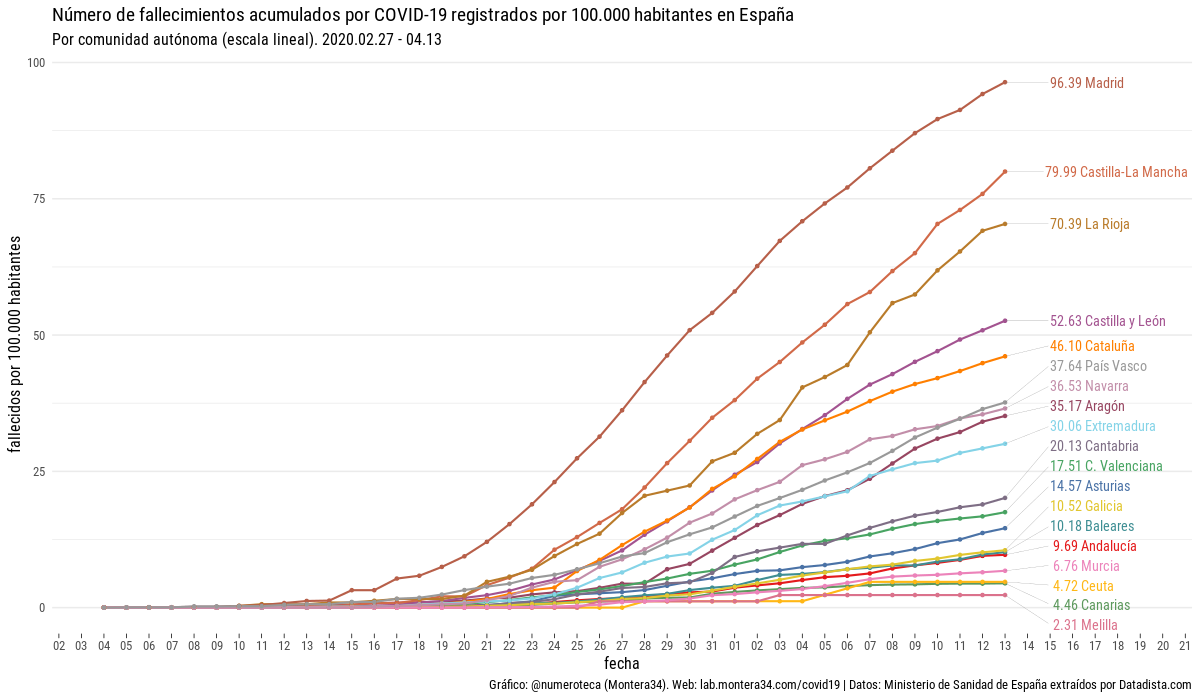 Número de fallecimientos acumulados por COVID-19 registrados por 100.000 habitantes en España
Por comunidad autónoma (escala lineal). 2020.02.27 - 04.13
fallecidos por 100.000 habitantes
100
75
50
25
0
96.39 Madrid
79.99 Castilla-La Mancha
70.39 La Rioja
52.63 Castilla y León
46.10 Cataluña
37.64 País Vasco
36.53 Navarra
35.17 Aragón
30.06 Extremadura
20.13 Cantabria
17.51 C. Valenciana
14.57 Asturias
10.52 Galicia
10.18 Baleares
9.69 Andalucía
6.76 Murcia
4.72 Ceuta
4.46 Canarias
2.31 Melilla
02 03 04 05 06 07 08 09 10 11 12 13 14 15 16 17 18 19 20 21 22 23 24 25 26 27 28 29 30 31 01 02 03 04 05 06 07 08 09 10 11 12 13 14 15 16 17 18 19 20 21
fecha
Gráfico: @numeroteca (Montera34). Web: lab.montera34.com/covid19 | Datos: Ministerio de Sanidad de España extraídos por Datadista.com